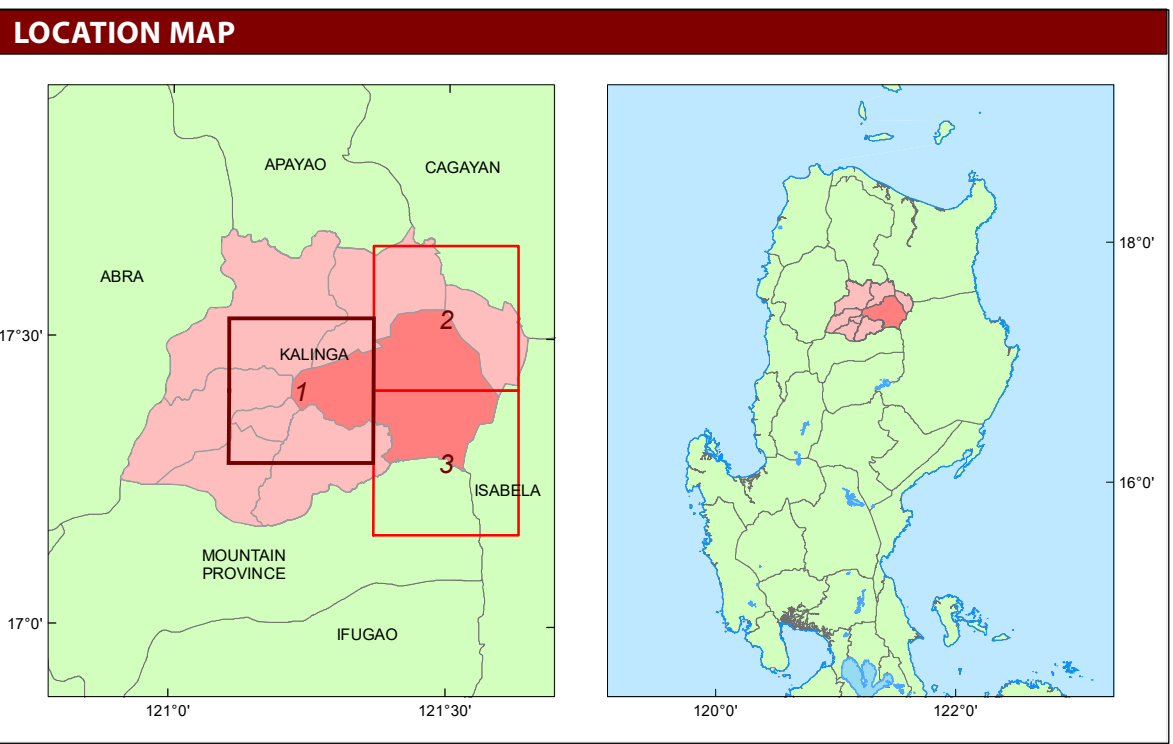 LOCATION MAP
APAYAO
CAGAYAN
ABRA
17°30'
2
KALINGA
1
3
ISABELA
MOUNTAIN
PROVINCE
17°0'
IFUGAO
121°0'
121°30'
18°0'
16°0'
120°0'
122°0'